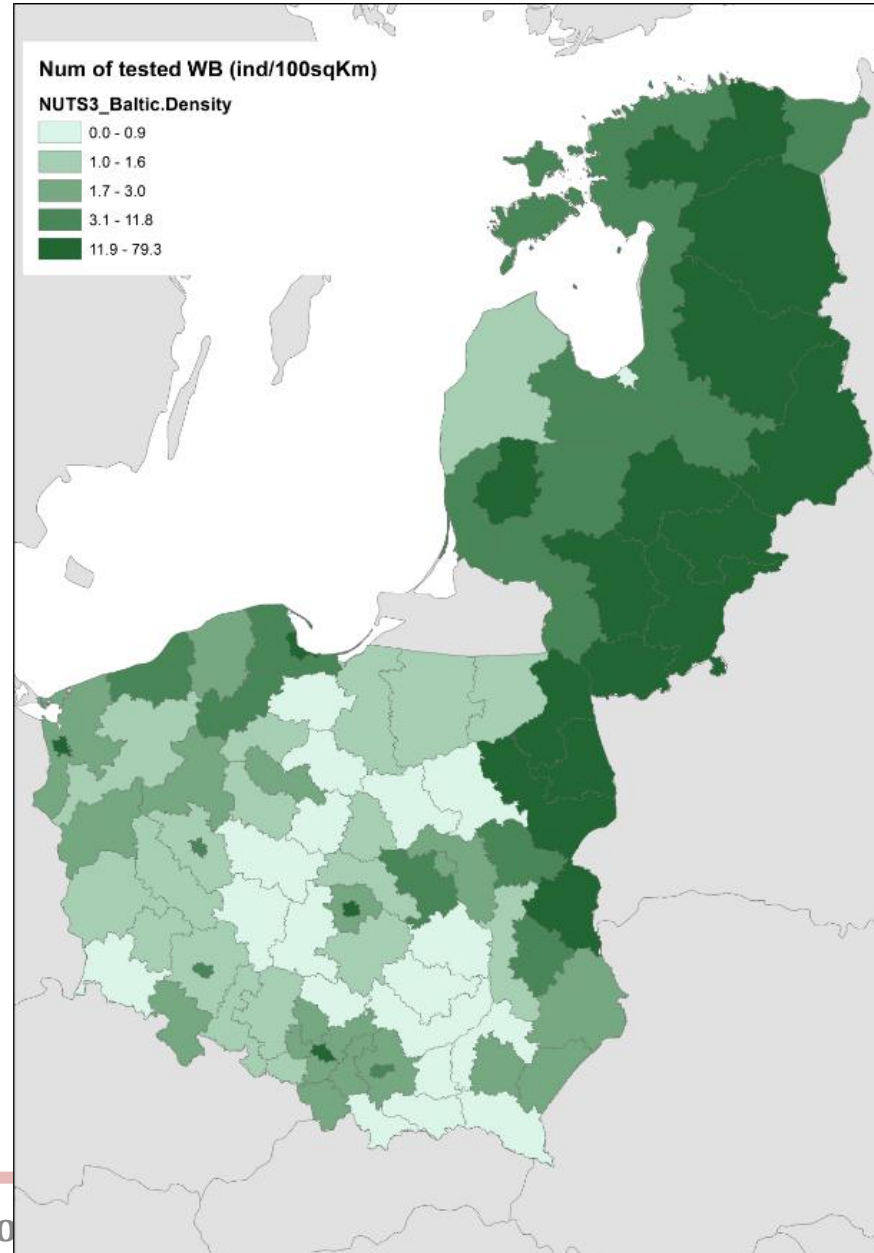 Num of tested WB (ind/100sqKm)
NUTS3_Baltic.Density
0.0 - 0.9
1.0 - 1.6
1.7 - 3.0
3.1 - 11.8
11.9 - 79.3